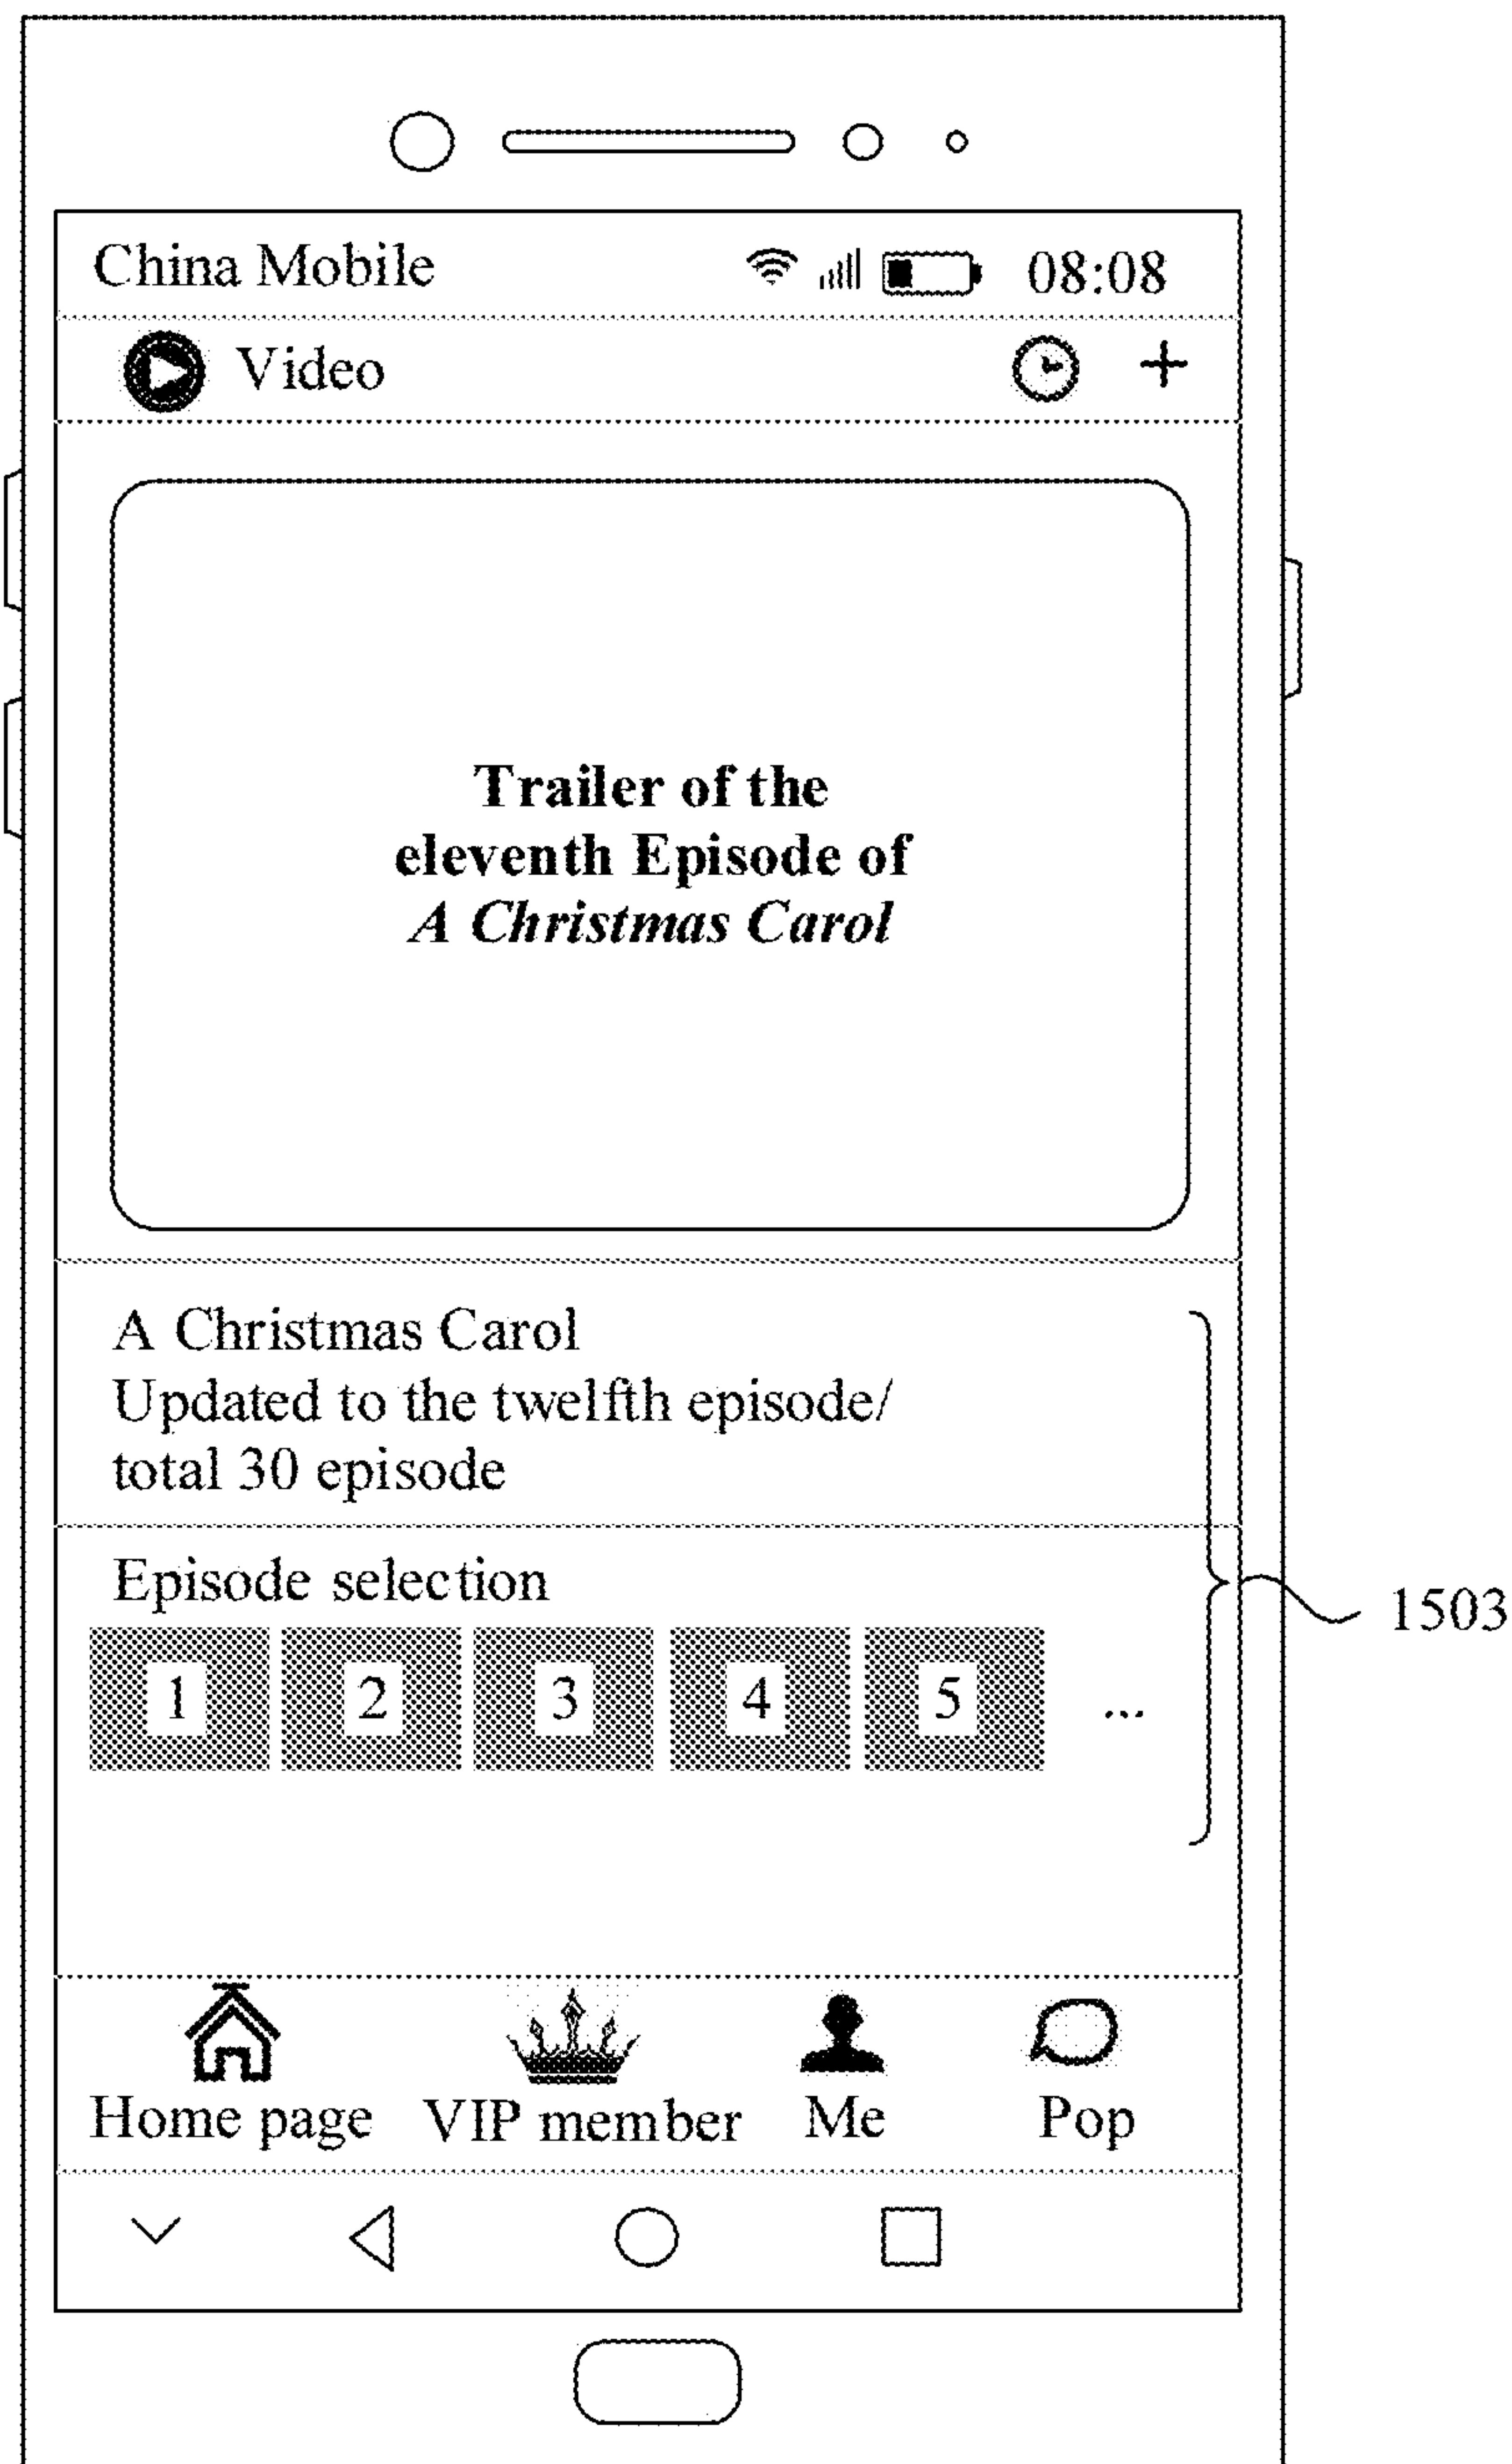 China Mobile 08:08
Video +
Trailer of the
eleventh Episode of
A Christmas Carol
A Christmas Carol
Updated to the twelfth episode/
total 30 episode
Episode selection
1 2 3 4 5 ...
1503
Home page VIP member Me Pop